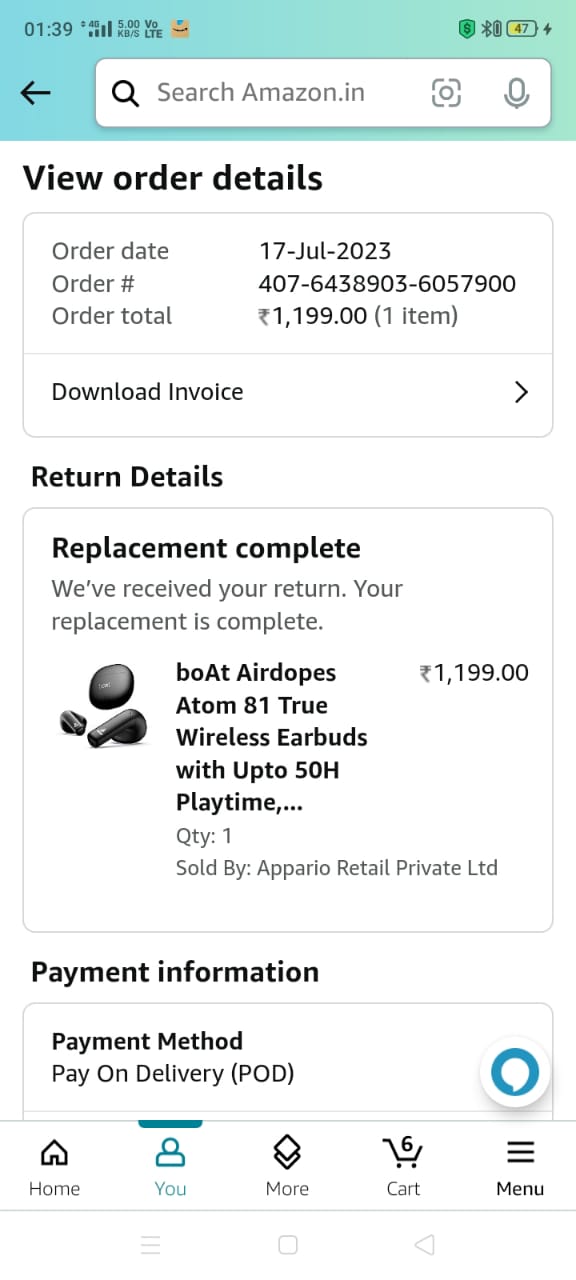 01:39 4G 5.00 KB/S Vo LTE 47
Search Amazon.in
View order details
Order date 17-Jul-2023
Order # 407-6438903-6057900
Order total ₹1,199.00 (1 item)
Download Invoice
Return Details
Replacement complete
We’ve received your return. Your
replacement is complete.
boAt Airdopes ₹1,199.00
Atom 81 True
Wireless Earbuds
with Upto 50H
Playtime,...
Qty: 1
Sold By: Appario Retail Private Ltd
Payment information
Payment Method
Pay On Delivery (POD)
6
Home You More Cart Menu